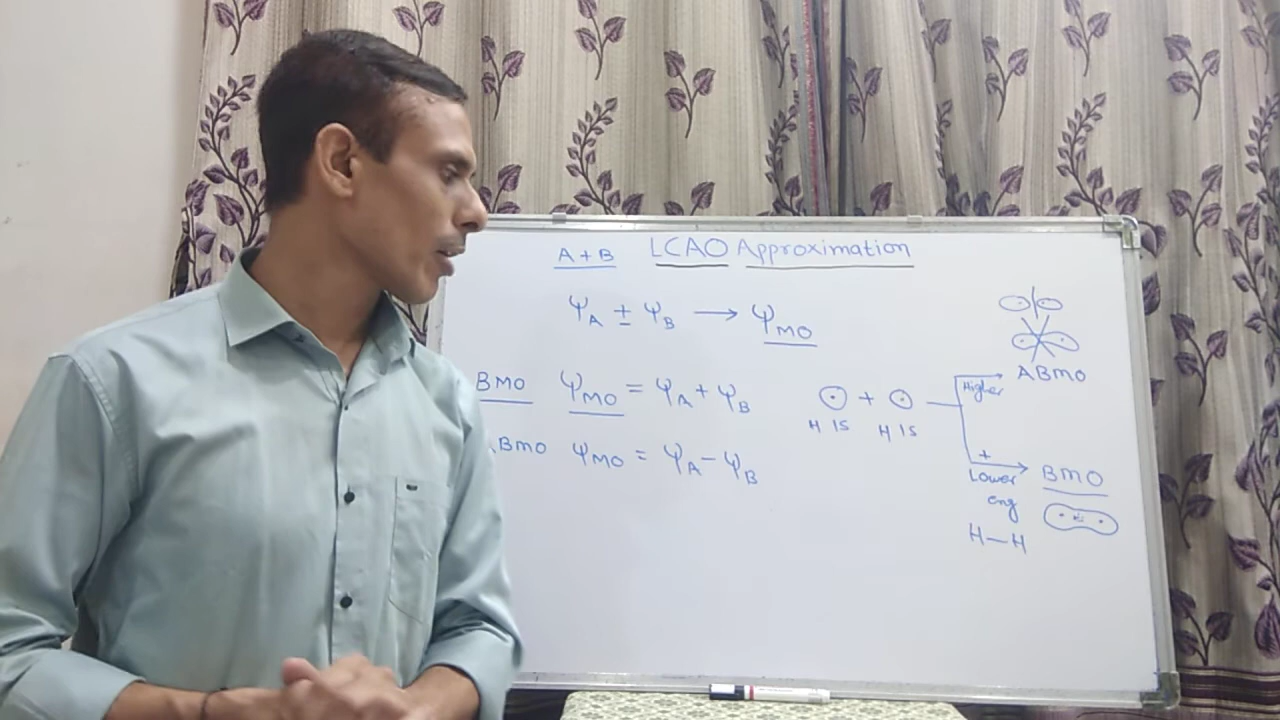 A + B LCAO Approximation
ψA ± ψB → ψMO
BMO ψMO = ψA + ψB
ABMO ψMO = ψA − ψB
+
H 1S H 1S
Higher
ABMO
+
Lower
eng
BMO
H—H